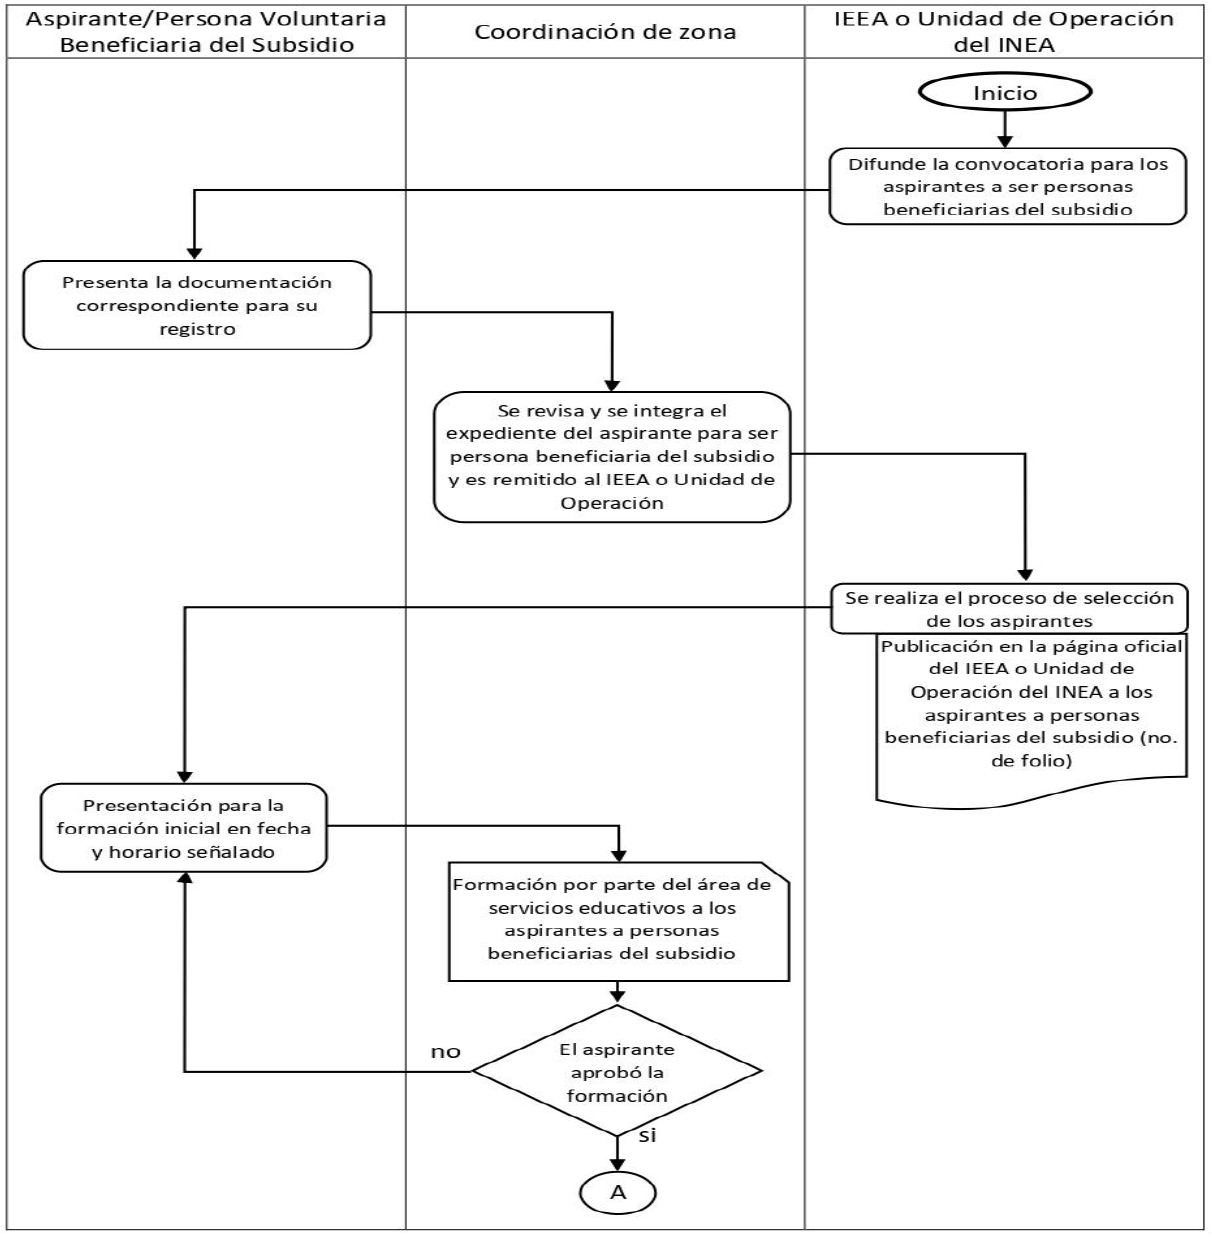 Aspirante/Persona Voluntaria
Beneficiaria del Subsidio
Coordinación de zona
IEEA o Unidad de Operación
del INEA
Inicio
Difunde la convocatoria para los
aspirantes a ser personas
beneficiarias del subsidio
Presenta la documentación
correspondiente para su
registro
Se revisa y se integra el
expediente del aspirante para ser
persona beneficiaria del subsidio
y es remitido al IEEA o Unidad de
Operación
Se realiza el proceso de selección
de los aspirantes
Publicación en la página oficial
del IEEA o Unidad de
Operación del INEA a los
aspirantes a personas
beneficiarias del subsidio (no.
de folio)
Presentación para la
formación inicial en fecha
y horario señalado
Formación por parte del área de
servicios educativos a los
aspirantes a personas
beneficiarias del subsidio
no
El aspirante
aprobó la
formación
si
A